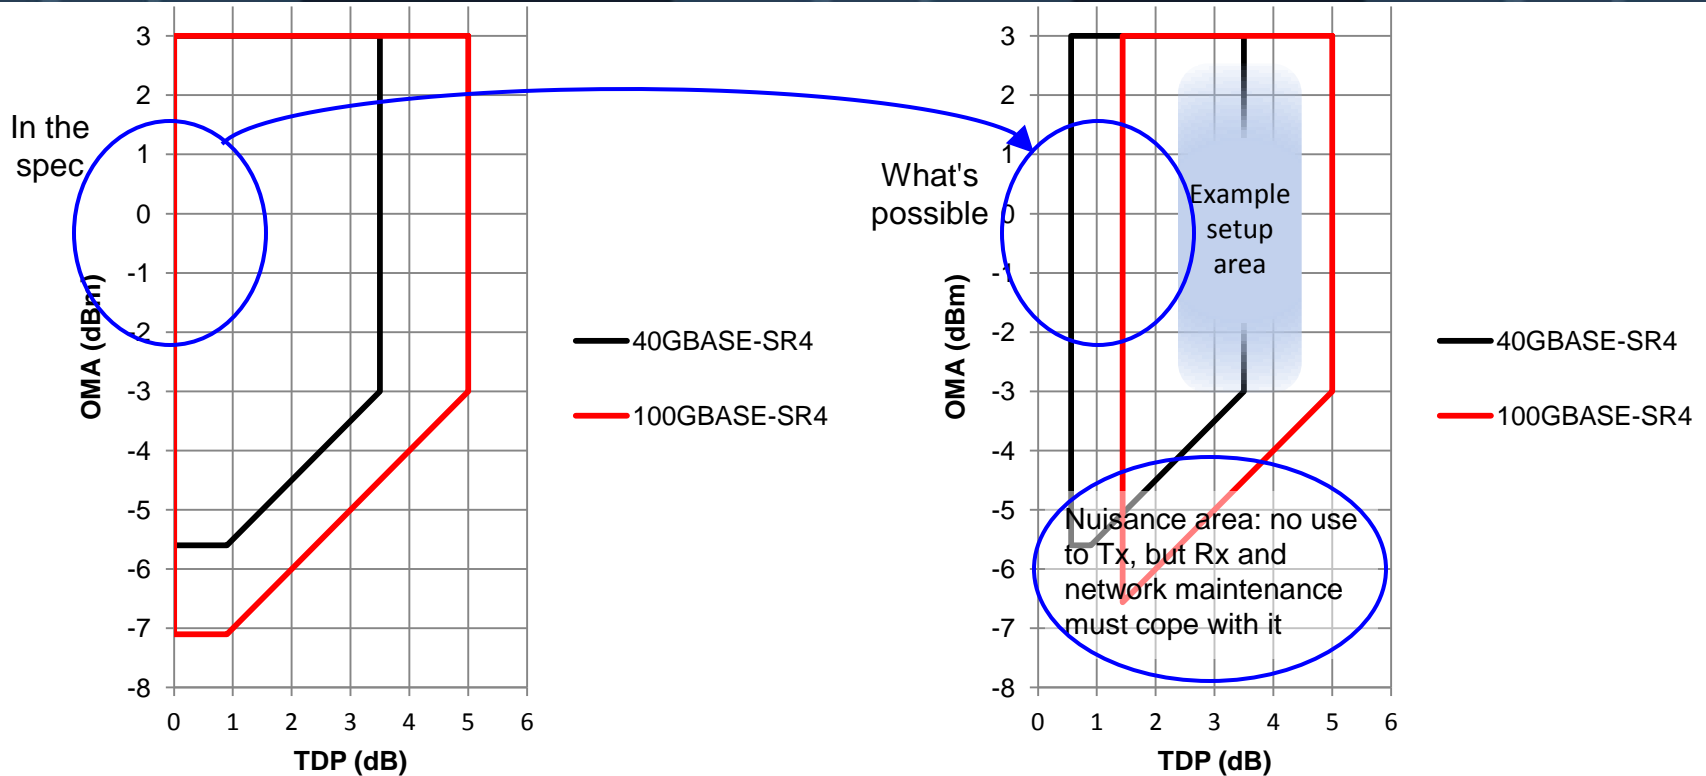 In the
spec
3
2
1
0
-1
-2
-3
-4
-5
-6
-7
-8
OMA (dBm)
0 1 2 3 4 5 6
TDP (dB)
40GBASE-SR4
100GBASE-SR4
What's
possible
3
2
1
0
-1
-2
-3
-4
-5
-6
-7
-8
OMA (dBm)
Example
setup
area
Nuisance area: no use
to Tx, but Rx and
network maintenance
must cope with it
0 1 2 3 4 5 6
TDP (dB)
40GBASE-SR4
100GBASE-SR4